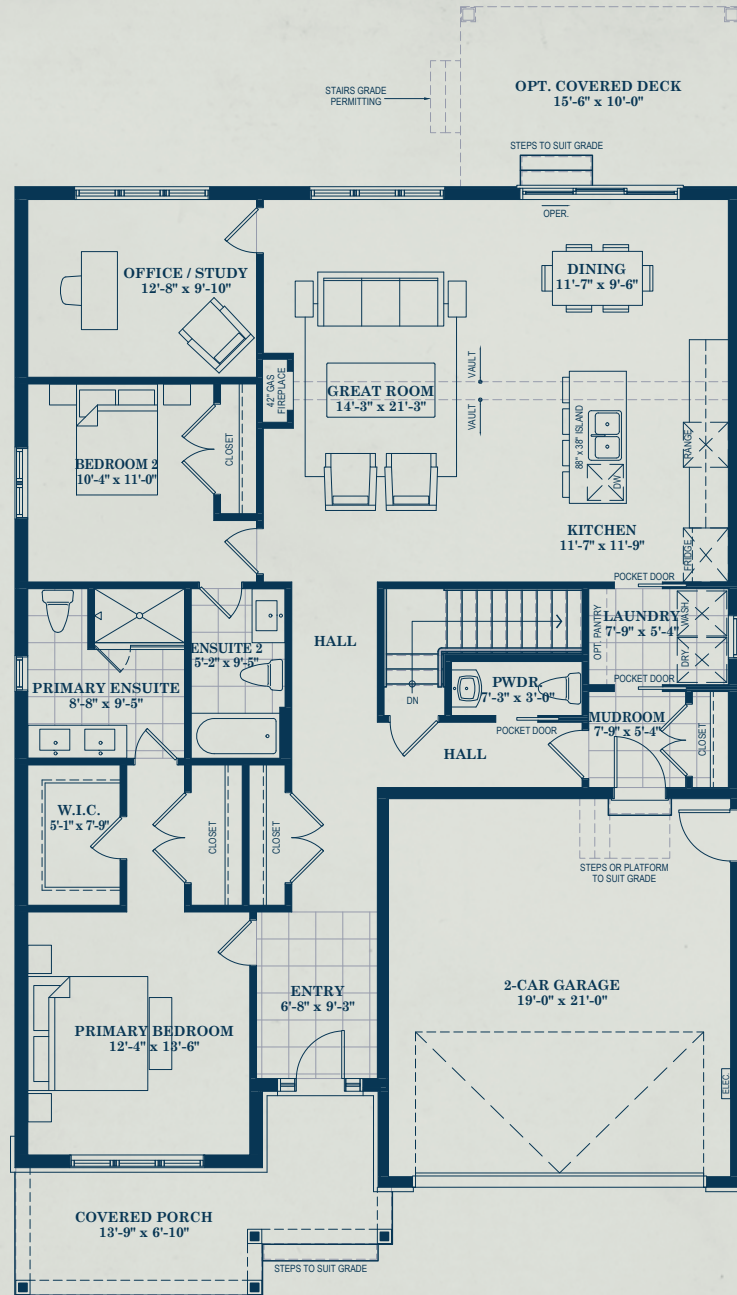 OPT. COVERED DECK
15'-6" x 10'-0"
STAIRS GRADE
PERMITTING
STEPS TO SUIT GRADE
OPER.
OFFICE / STUDY
12'-8" x 9'-10"
DINING
11'-7" x 9'-6"
42" GAS
FIREPLACE
GREAT ROOM
14'-3" x 21'-3"
VAULT
VAULT
88" x 38" ISLAND
DW
RANGE
FRIDGE
BEDROOM 2
10'-4" x 11'-0"
CLOSET
KITCHEN
11'-7" x 11'-9"
POCKET DOOR
LAUNDRY
7'-9" x 5'-4"
OPT. PANTRY
WASH
DRY
POCKET DOOR
HALL
ENSUITE 2
5'-2" x 9'-5"
PRIMARY ENSUITE
8'-8" x 9'-5"
DN
PWDR.
7'-3" x 3'-0"
POCKET DOOR
MUDROOM
7'-9" x 5'-4"
CLOSET
HALL
W.I.C.
5'-1" x 7'-9"
CLOSET
CLOSET
STEPS OR PLATFORM
TO SUIT GRADE
ENTRY
6'-8" x 9'-3"
2-CAR GARAGE
19'-0" x 21'-0"
PRIMARY BEDROOM
12'-4" x 13'-6"
ELEC.
COVERED PORCH
13'-9" x 6'-10"
STEPS TO SUIT GRADE